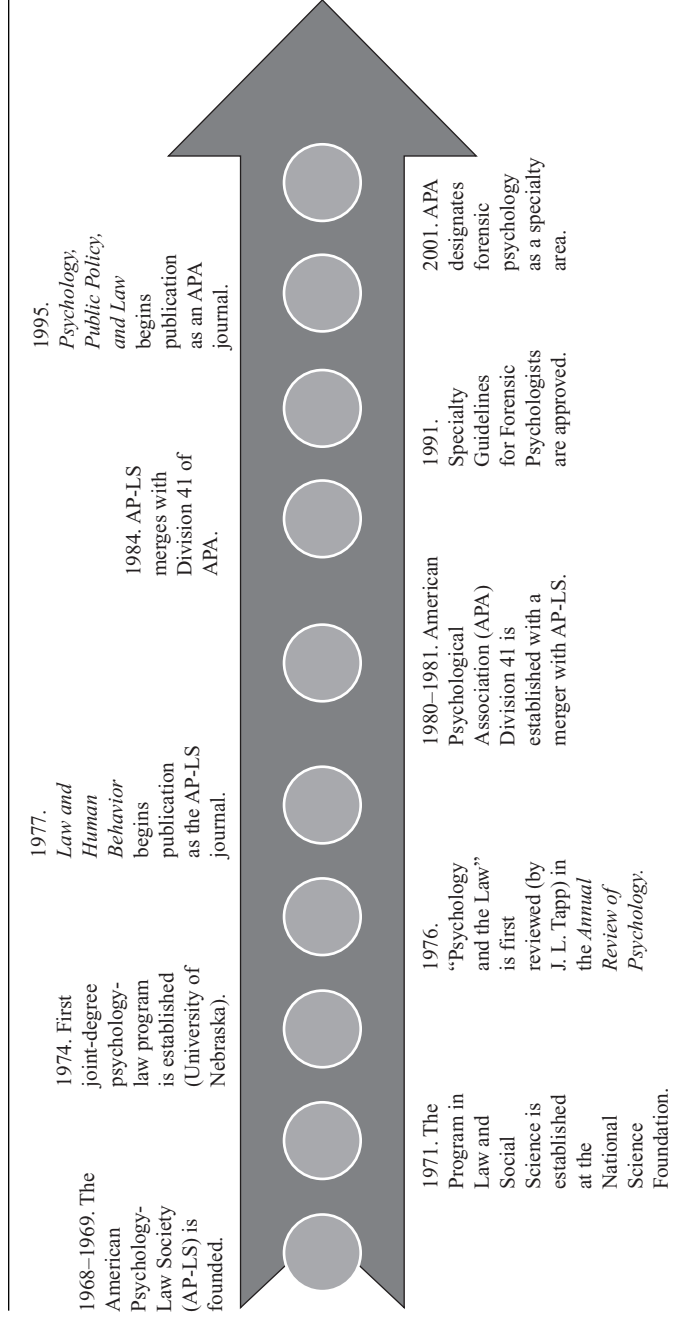 1968–1969. The
American
Psychology-
Law Society
(AP-LS) is
founded.
1971. The
Program in
Law and
Social
Science is
established
at the
National
Science
Foundation.
1974. First
joint-degree
psychology-
law program
is established
(University of
Nebraska).
1976.
“Psychology
and the Law”
is first
reviewed (by
J. L. Tapp) in
the Annual
Review of
Psychology.
1977.
Law and
Human
Behavior
begins
publication
as the AP-LS
journal.
1980–1981. American
Psychological
Association (APA)
Division 41 is
established with a
merger with AP-LS.
1984. AP-LS
merges with
Division 41 of
APA.
1991.
Specialty
Guidelines
for Forensic
Psychologists
are approved.
1995.
Psychology,
Public Policy,
and Law
begins
publication
as an APA
journal.
2001. APA
designates
forensic
psychology
as a specialty
area.